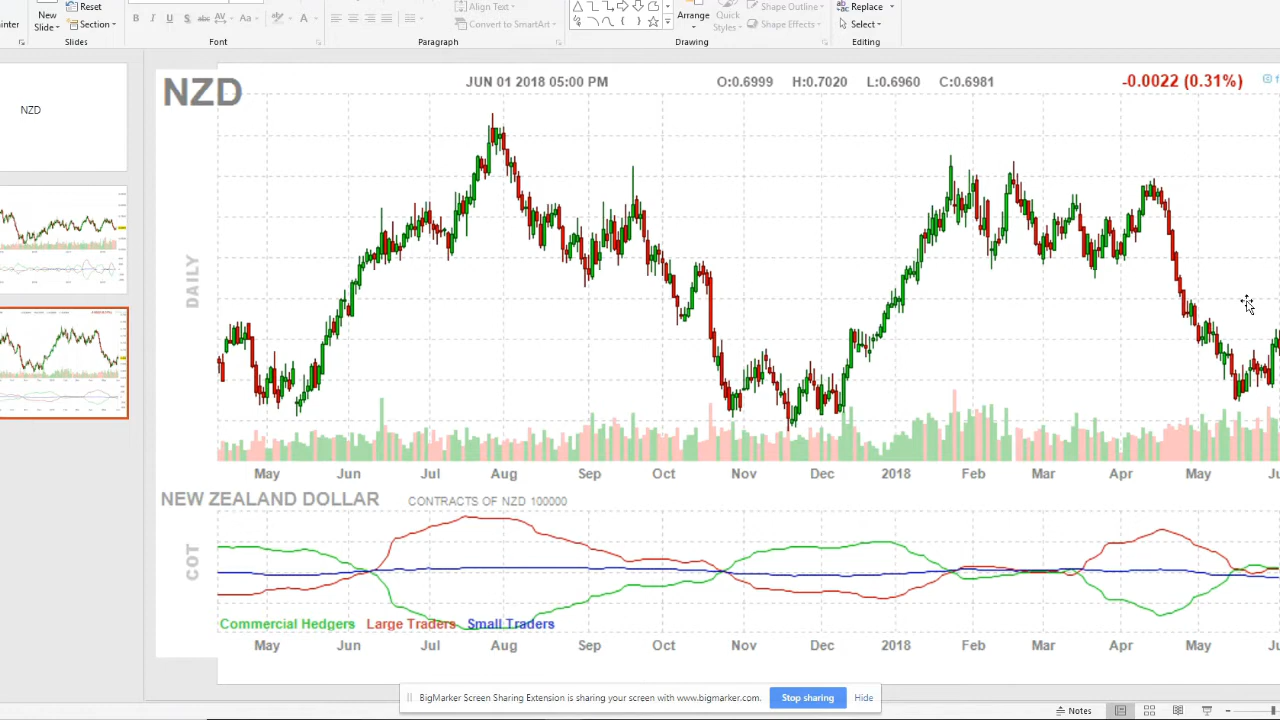 New
Slide
Reset
Section
Slides
B I U S abc AV Aa A
Font
Align Text
Convert to SmartArt
Paragraph
Arrange
Quick
Styles
Shape Outline
Shape Effects
Drawing
Replace
Select
Editing
NZD
NZD
JUN 01 2018 05:00 PM O:0.6999 H:0.7020 L:0.6960 C:0.6981 -0.0022 (0.31%)
DAILY
May Jun Jul Aug Sep Oct Nov Dec 2018 Feb Mar Apr May
NEW ZEALAND DOLLAR CONTRACTS OF NZD 100000
COT
Commercial Hedgers Large Traders Small Traders
May Jun Jul Aug Sep Oct Nov Dec 2018 Feb Mar Apr May
BigMarker Screen Sharing Extension is sharing your screen with www.bigmarker.com. Stop sharing Hide
Notes